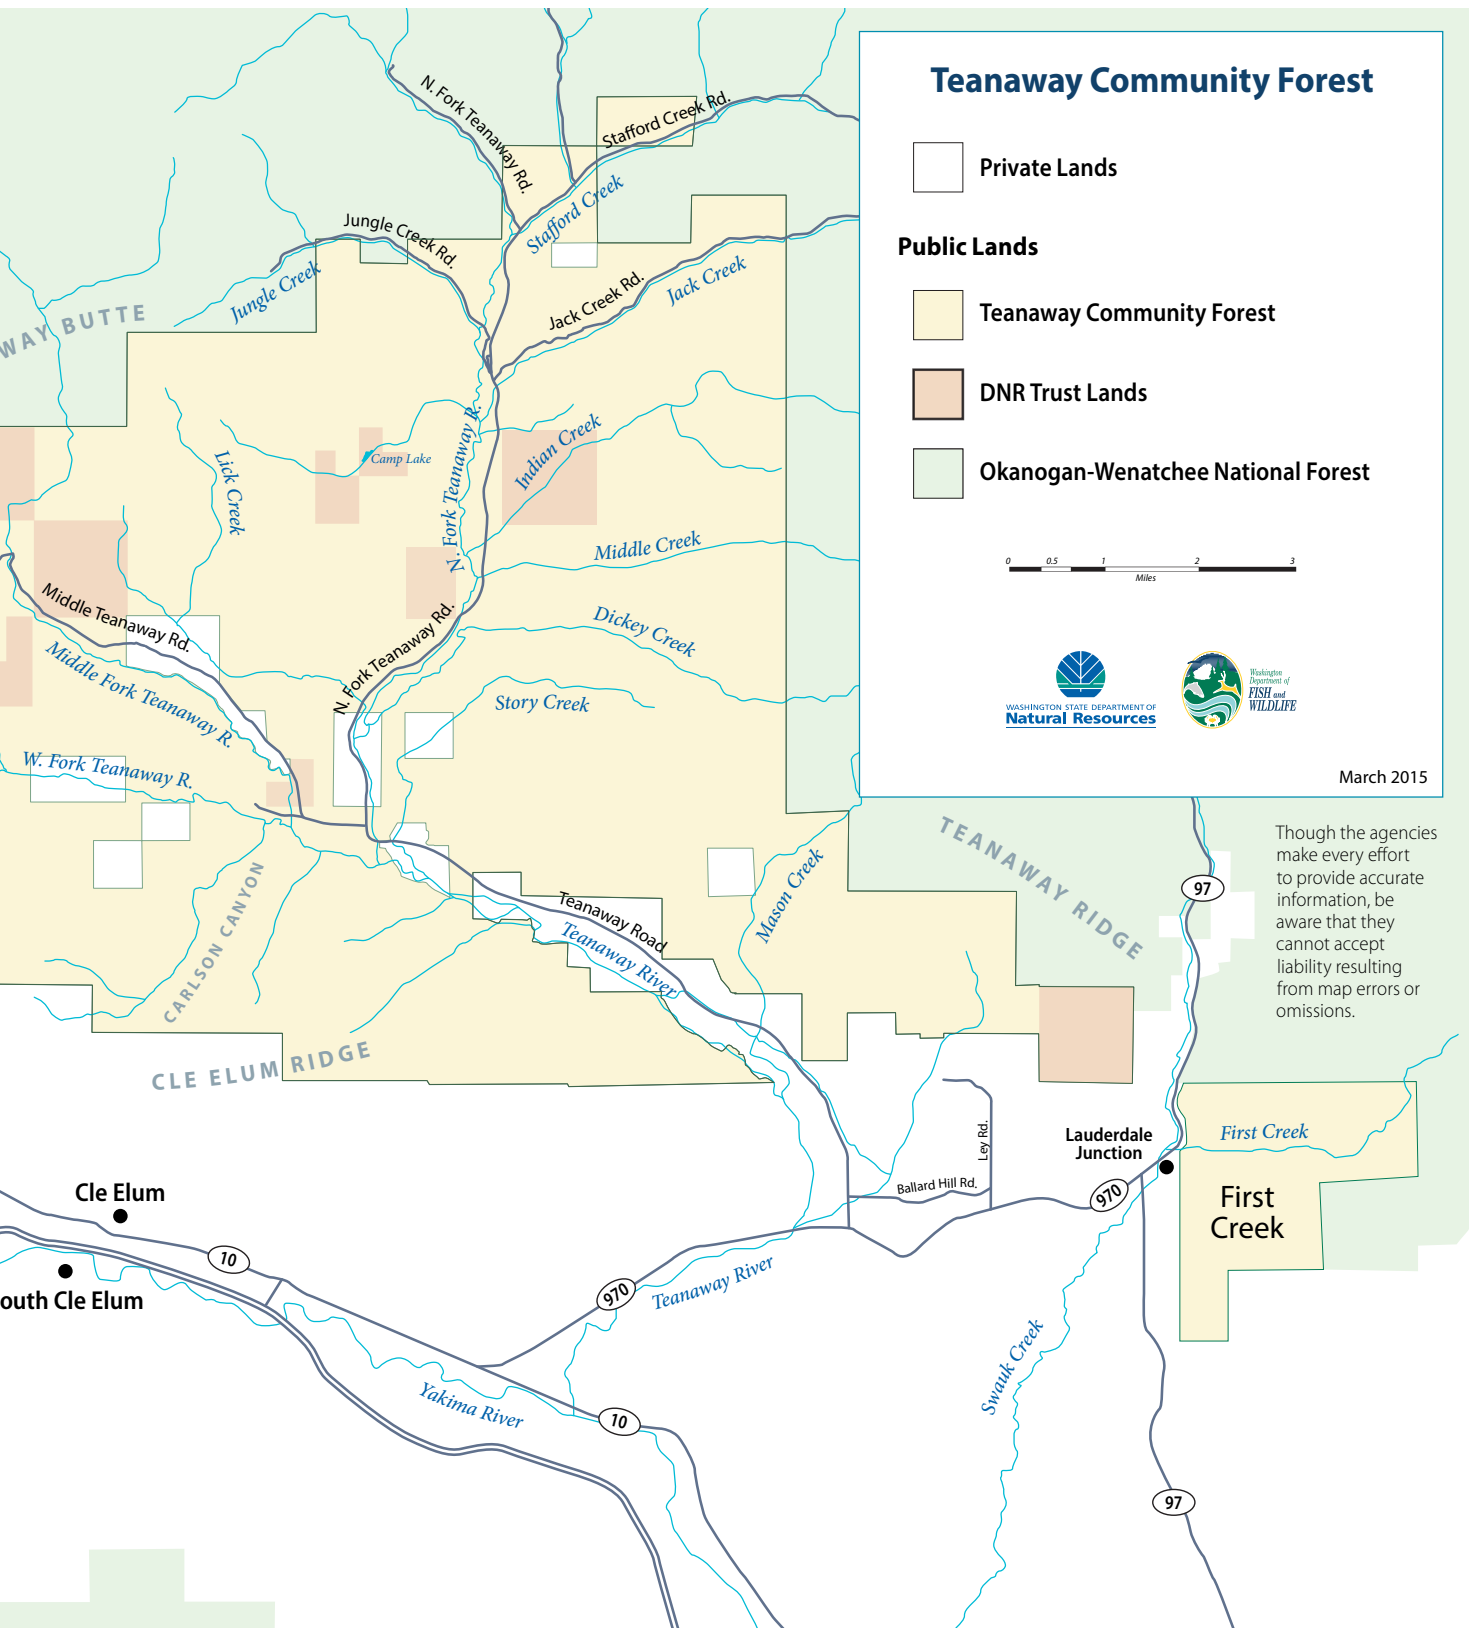 Teanaway Community Forest
Private Lands
Public Lands
Teanaway Community Forest
DNR Trust Lands
Okanogan-Wenatchee National Forest
0 0.5 1 2 3
Miles
WASHINGTON STATE DEPARTMENT OF
Natural Resources
Washington
Department of
FISH and
WILDLIFE
March 2015
Though the agencies
make every effort
to provide accurate
information, be
aware that they
cannot accept
liability resulting
from map errors or
omissions.
N. Fork Teanaway Rd.
Stafford Creek Rd.
Stafford Creek
Jungle Creek Rd.
Jungle Creek
Jack Creek Rd.
Jack Creek
WAY BUTTE
Lick Creek
Camp Lake
N. Fork Teanaway R.
Indian Creek
Middle Creek
Middle Teanaway Rd.
Middle Fork Teanaway R.
N. Fork Teanaway Rd.
Dickey Creek
Story Creek
W. Fork Teanaway R.
CARLSON CANYON
Mason Creek
TEANAWAY RIDGE
97
Teanaway Road
Teanaway River
CLE ELUM RIDGE
Lauderdale
Junction
First Creek
First
Creek
Ley Rd.
Ballard Hill Rd.
970
Cle Elum
10
outh Cle Elum
970
Teanaway River
Swauk Creek
Yakima River
10
97